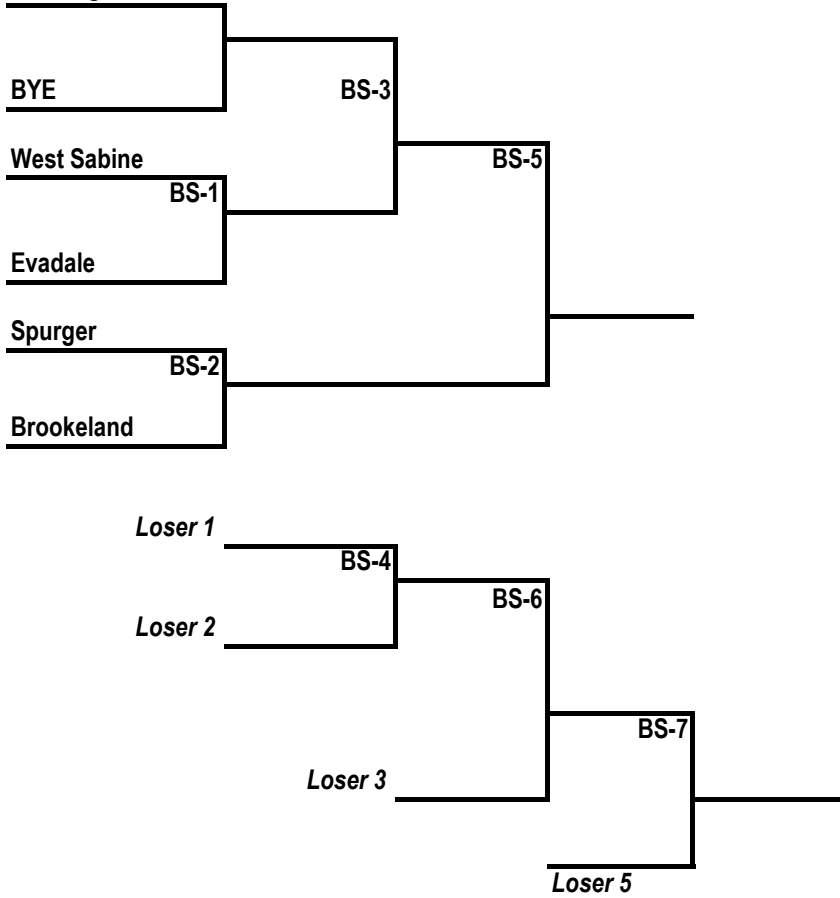 BYE
BS-3
West Sabine
BS-5
BS-1
Evadale
Spurger
BS-2
Brookeland
Loser 1
BS-4
BS-6
Loser 2
BS-7
Loser 3
Loser 5